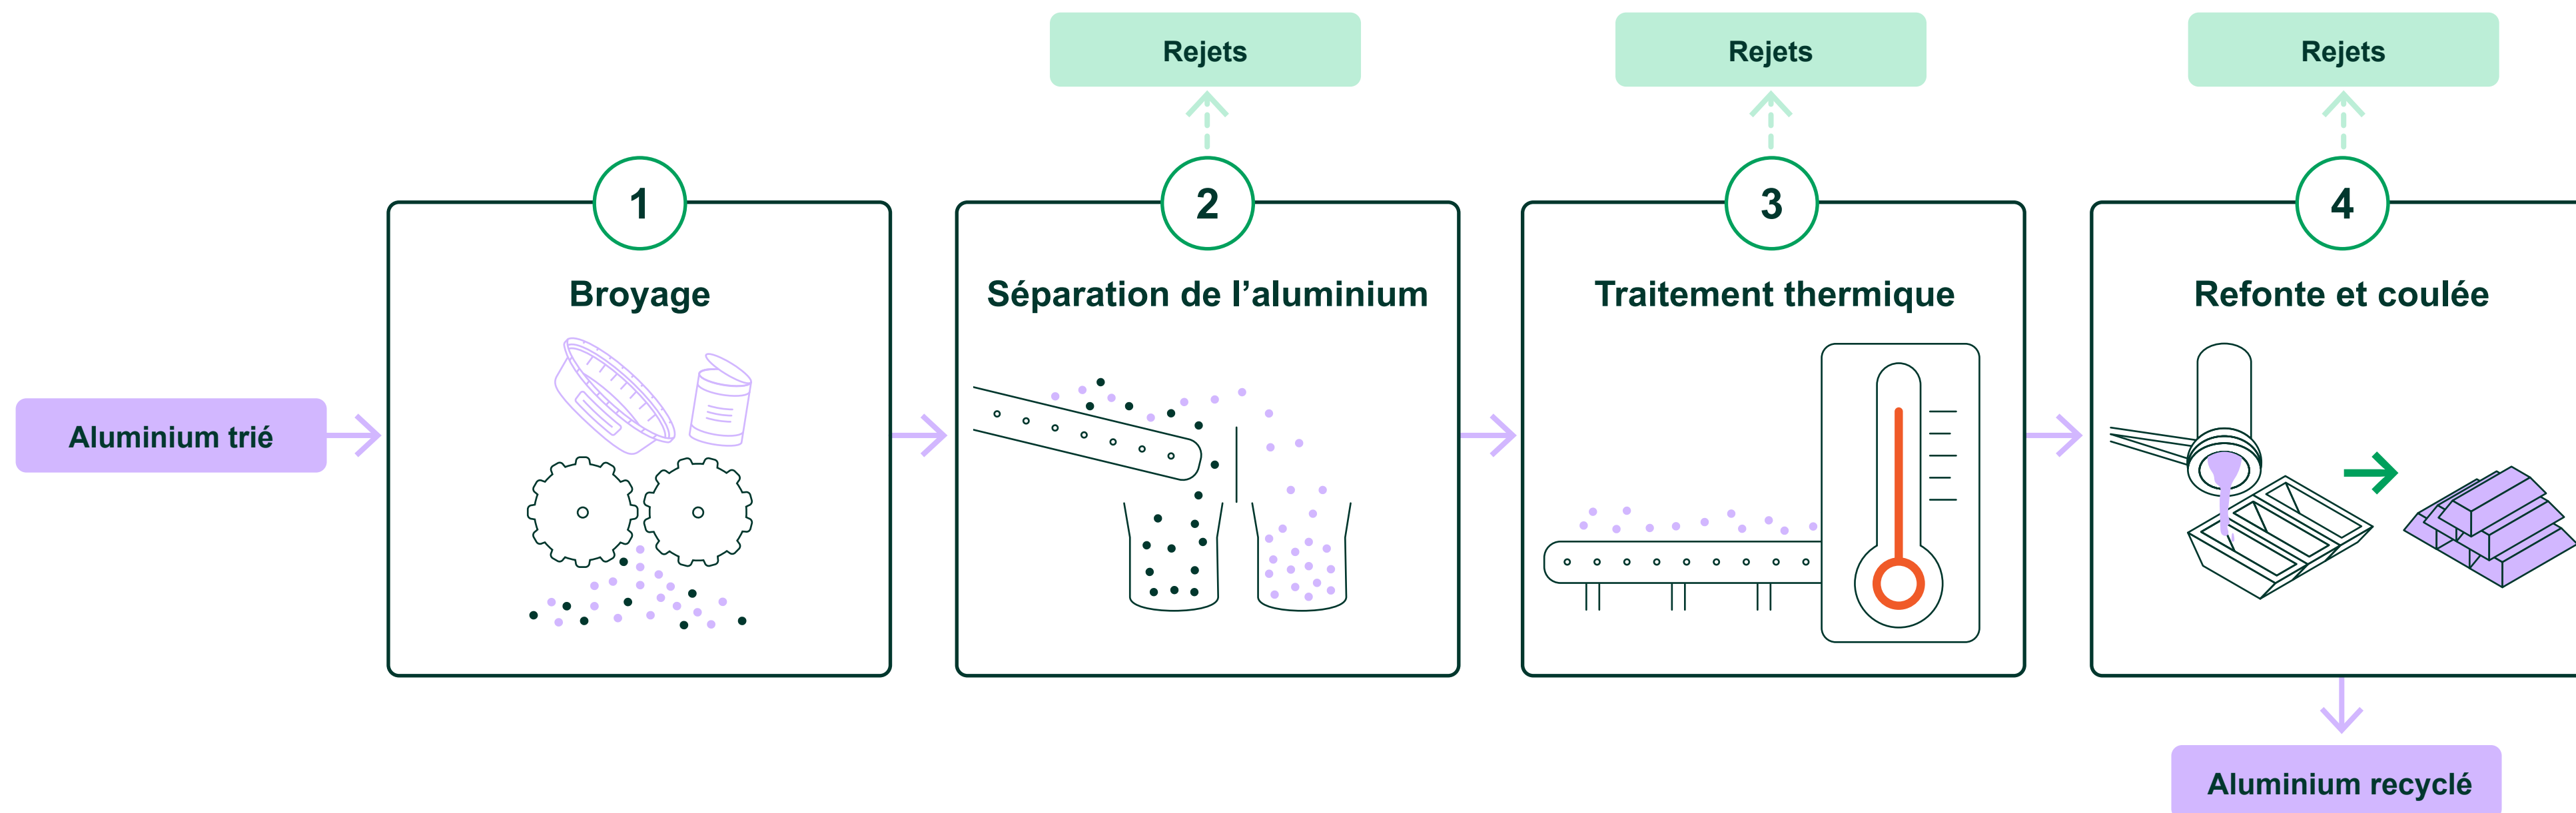 Rejets
Rejets
Rejets
1
2
3
4
Broyage
Séparation de l’aluminium
Traitement thermique
Refonte et coulée
Aluminium trié
Aluminium recyclé